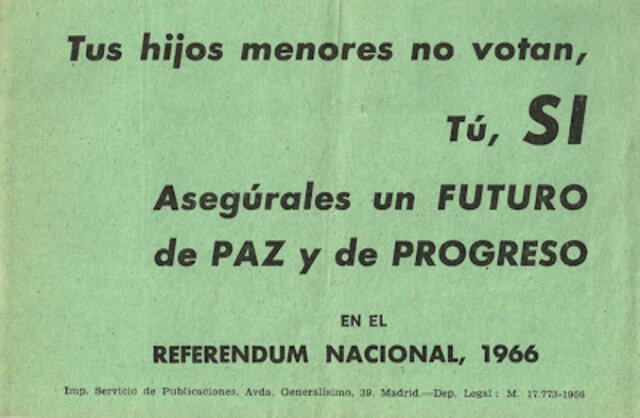 Tus hijos menores no votan,
Tú, SI
Asegúrales un FUTURO
de PAZ y de PROGRESO
EN EL
REFERENDUM NACIONAL, 1966
Imp. Servicio de Publicaciones. Avda. Generalísimo, 39. Madrid.—Dep. Legal: M. 17.773-1966